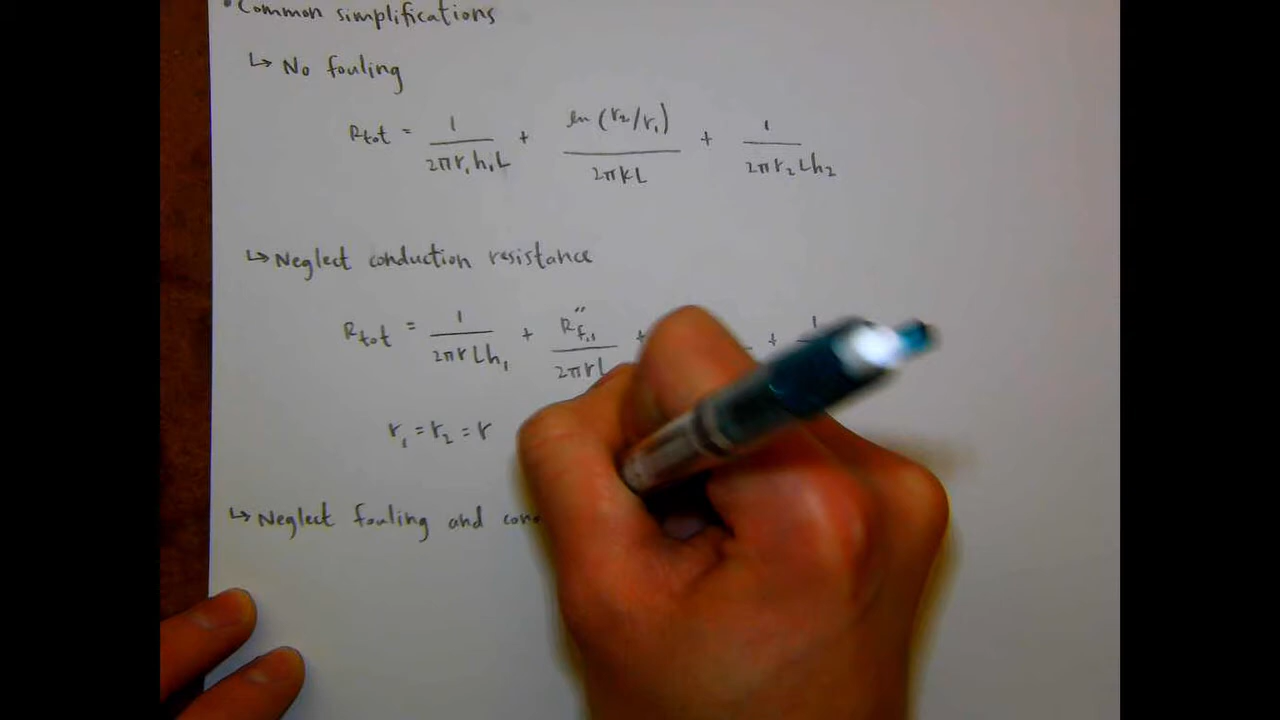 • Common simplifications
↳ No fouling
Rtot = 1/(2πr₁h₁L) + ln(r₂/r₁)/(2πkL) + 1/(2πr₂Lh₂)
↳ Neglect conduction resistance
Rtot = 1/(2πrLh₁) + R″f,₁/(2πrL) + + 1
r₁ = r₂ = r
↳ Neglect fouling and